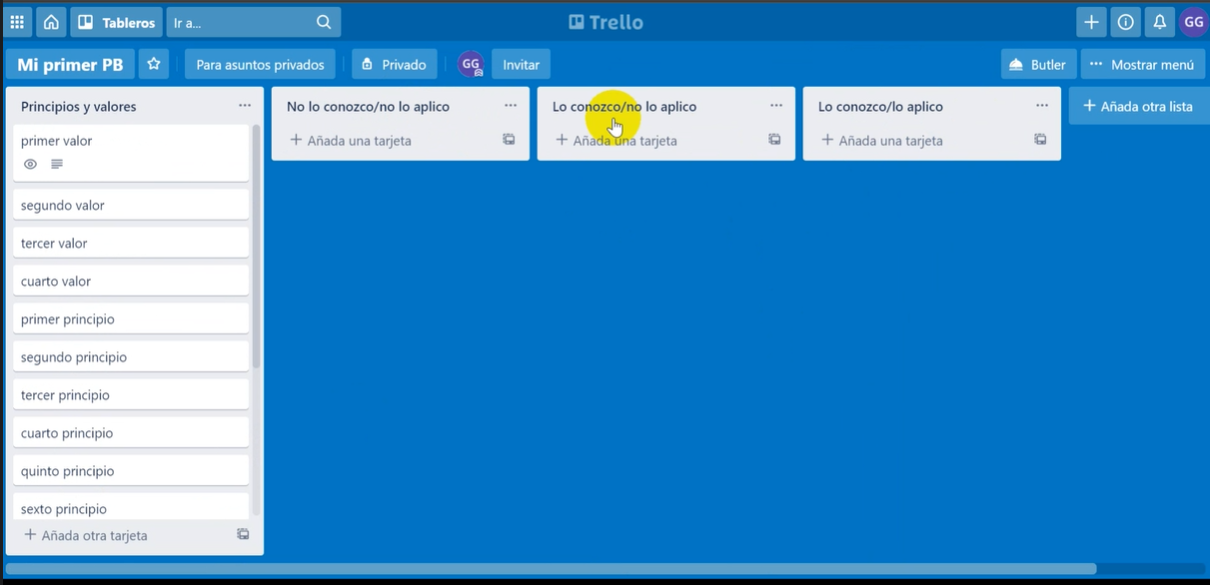 Tableros
Ir a...
Trello
GG
Mi primer PB
Para asuntos privados
Privado
GG
Invitar
Butler
Mostrar menú
Principios y valores
primer valor
segundo valor
tercer valor
cuarto valor
primer principio
segundo principio
tercer principio
cuarto principio
quinto principio
sexto principio
Añada otra tarjeta
No lo conozco/no lo aplico
Añada una tarjeta
Lo conozco/no lo aplico
Añada una tarjeta
Lo conozco/lo aplico
Añada una tarjeta
Añada otra lista